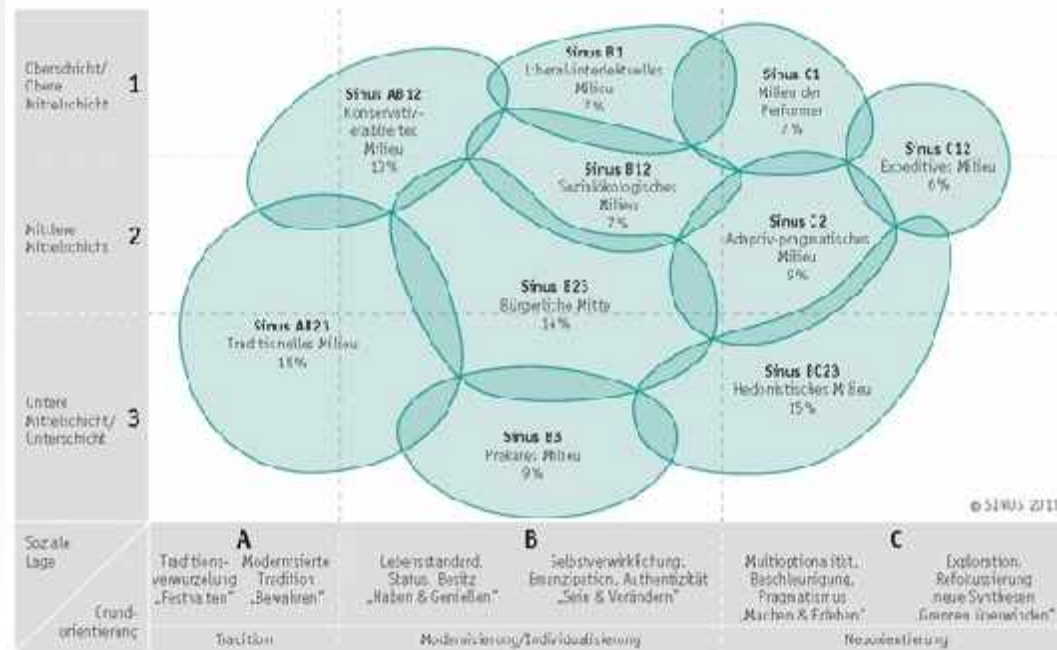 Oberschicht/
Obere
Mittelschicht
1
Mittlere
Mittelschicht
2
Untere
Mittelschicht/
Unterschicht
3
Sinus AB12
Konservativ-
etabliertes
Milieu
Sinus B1
Liberal-intellektuelles
Milieu
7%
Sinus C1
Milieu der
Performer
7%
Sinus C12
Expeditives Milieu
6%
Sinus B12
Sozialökologisches
Milieu
7%
Sinus C2
Adaptiv-pragmatisches
Milieu
9%
Sinus B23
Bürgerliche Mitte
14%
Sinus AB23
Traditionelles Milieu
Sinus BC23
Hedonistisches Milieu
15%
Sinus B3
Prekäres Milieu
9%
© SINUS 2011
Soziale
Lage
Grund-
orientierung
A
Traditions-
verwurzelung
„Festhalten"
Modernisierte
Tradition
„Bewahren"
Tradition
B
Lebensstandard,
Status, Besitz
„Haben & Genießen"
Selbstverwirklichung,
Emanzipation, Authentizität
„Sein & Verändern"
Modernisierung/Individualisierung
C
Multioptionalität,
Beschleunigung,
Pragmatismus
„Machen & Erleben"
Exploration,
Refokussierung
neue Synthesen
„Grenzen überwinden"
Neuorientierung